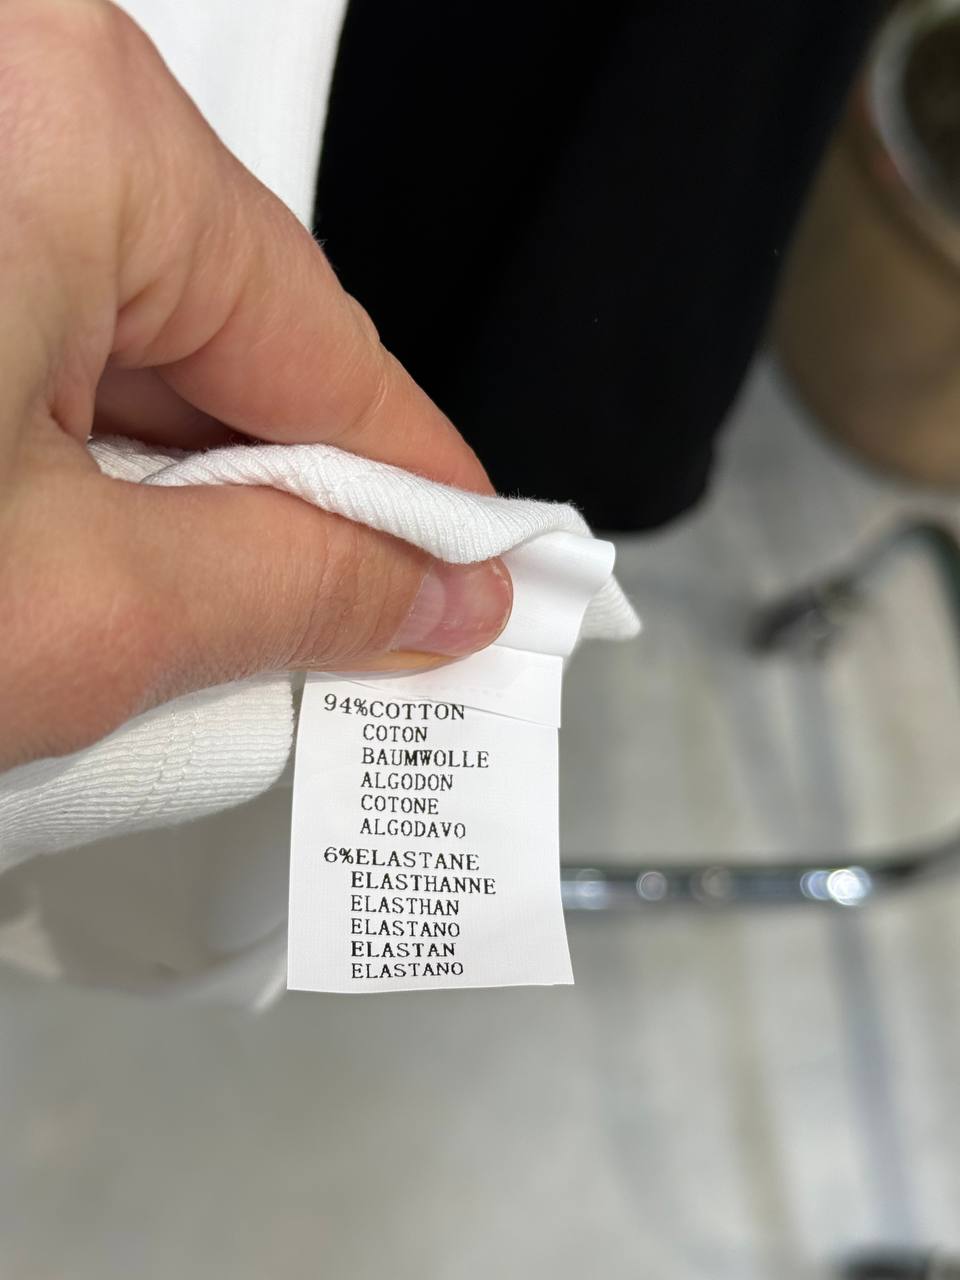 94%COTTON
COTON
BAUMWOLLE
ALGODON
COTONE
ALGODAVO
6%ELASTANE
ELASTHANNE
ELASTHAN
ELASTANO
ELASTAN
ELASTANO